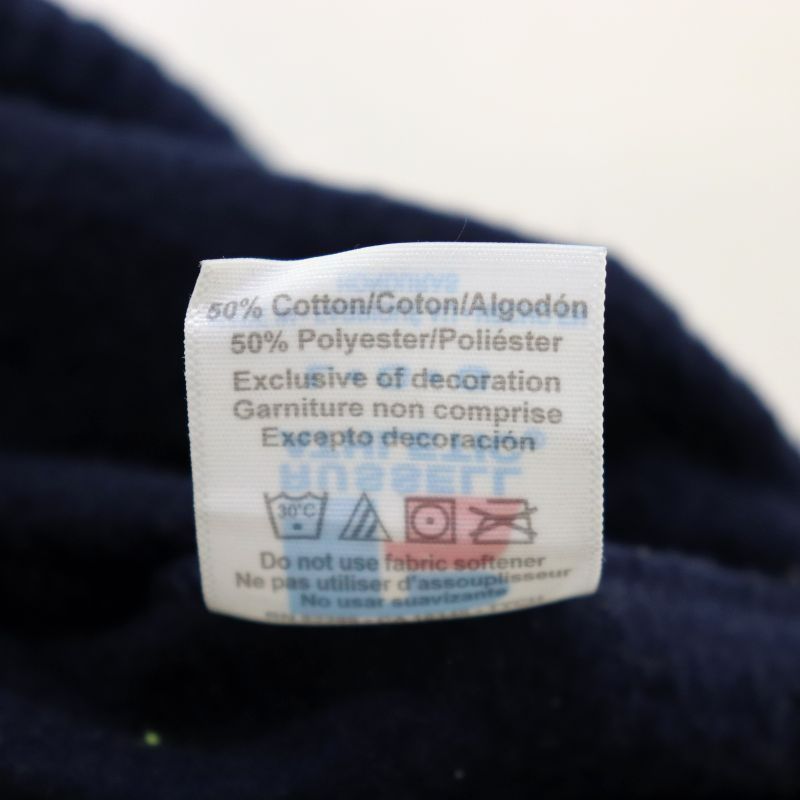 50% Cotton/Coton/Algodón
50% Polyester/Poliéster
Exclusive of decoration
Garniture non comprise
Excepto decoración
30°C
Do not use fabric softener
Ne pas utiliser d'assouplisseur
No usar suavizante
RUSSELL